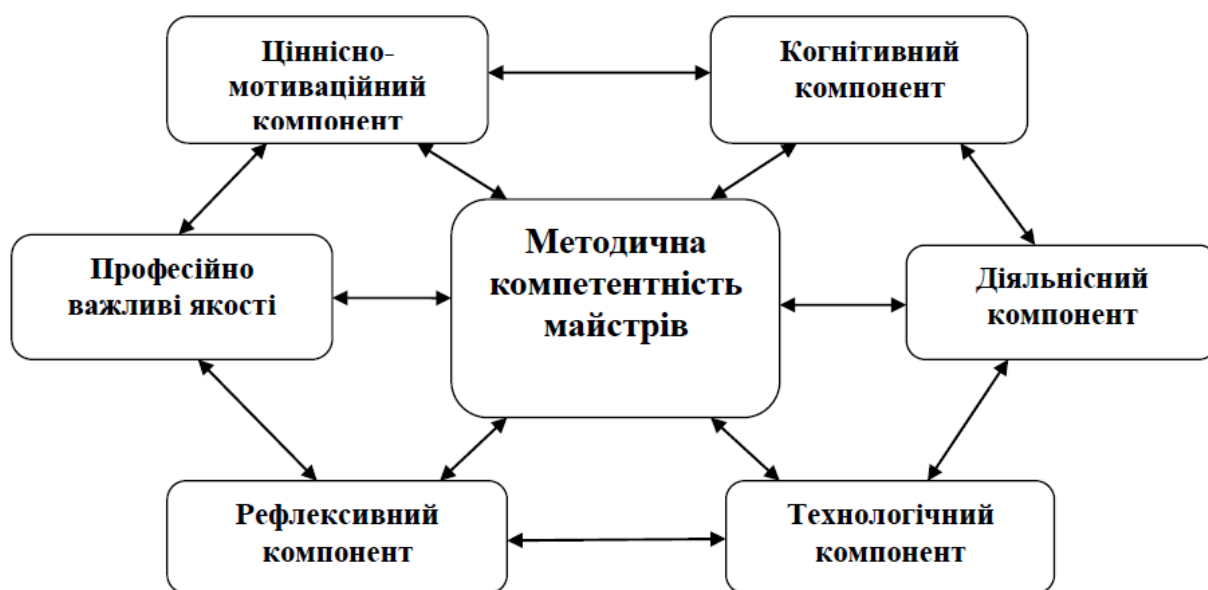 Ціннісно-
мотиваційний
компонент
Когнітивний
компонент
Професійно
важливі якості
Методична
компетентність
майстрів
Діяльнісний
компонент
Рефлексивний
компонент
Технологічний
компонент